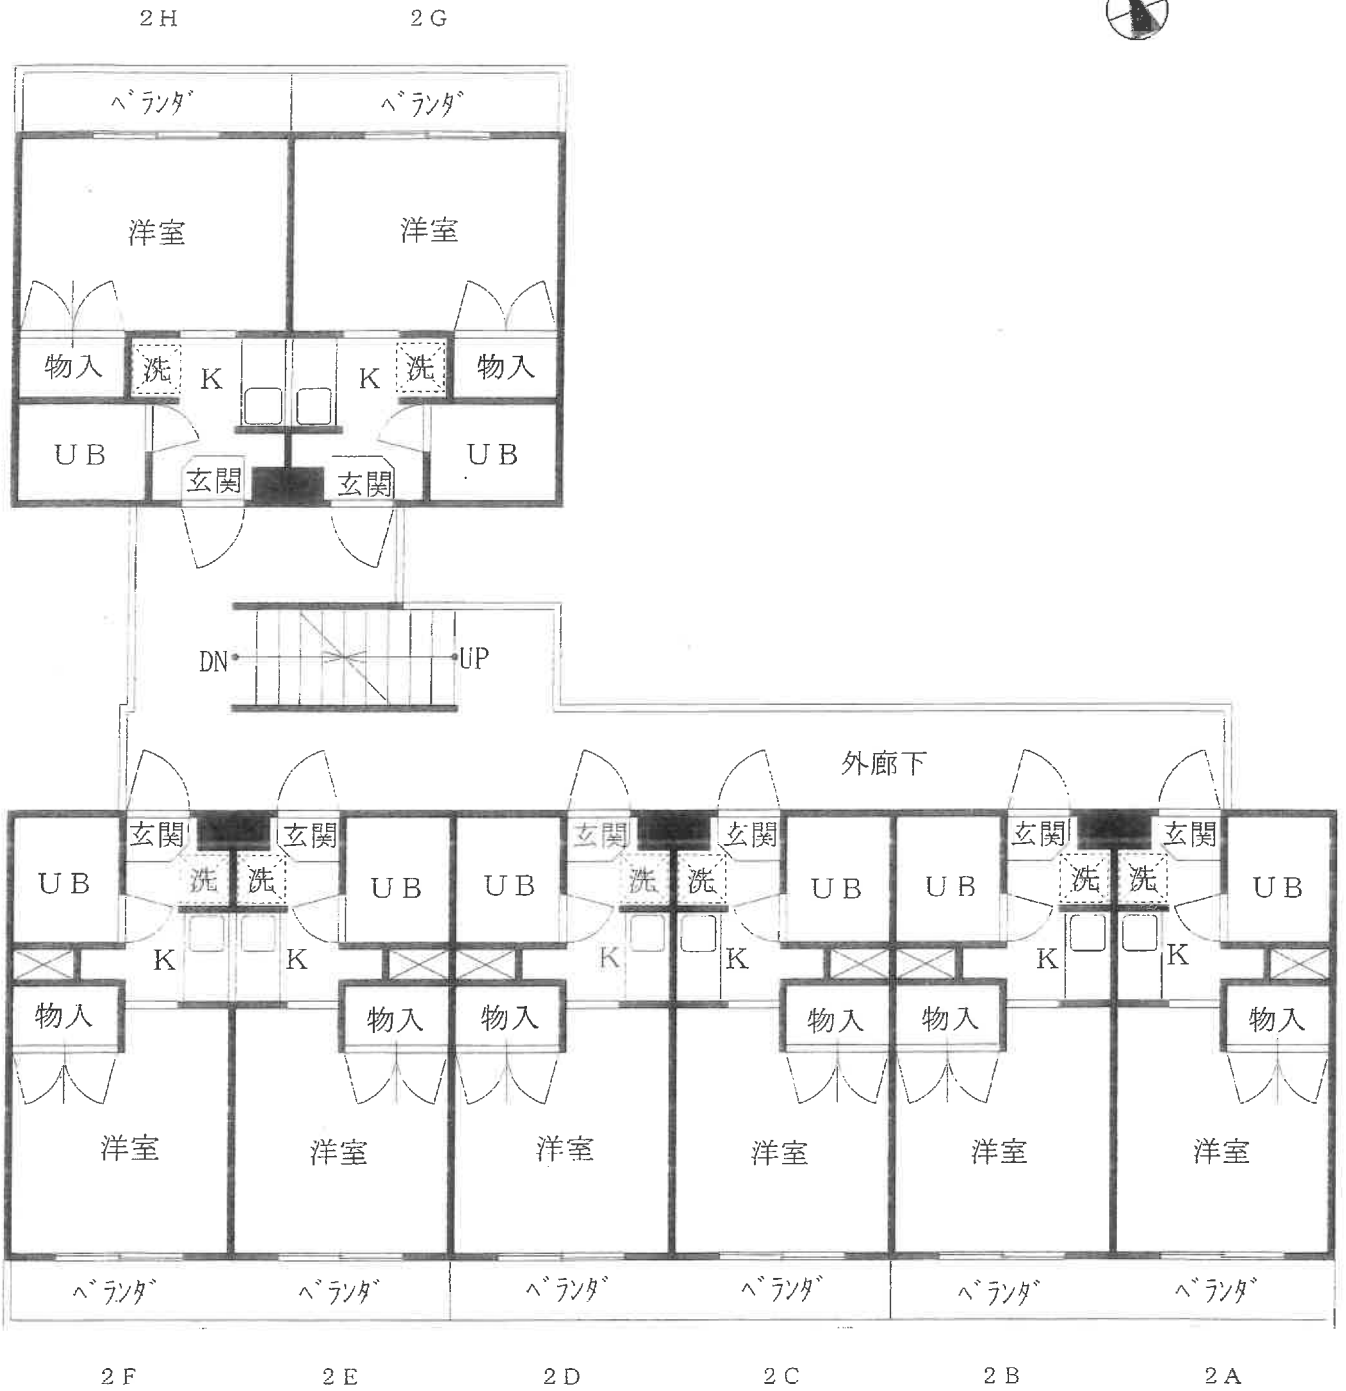 2H 2G
ベランダ ベランダ
洋室 洋室
物入 洗 K K 洗 物入
UB UB
玄関 玄関
DN UP
外廊下
玄関 玄関 玄関 玄関 玄関 玄関
UB 洗 洗 UB UB 洗 洗 UB UB 洗 洗 UB
K K K K K K
物入 物入 物入 物入 物入 物入
洋室 洋室 洋室 洋室 洋室 洋室
ベランダ ベランダ ベランダ ベランダ ベランダ ベランダ
2F 2E 2D 2C 2B 2A